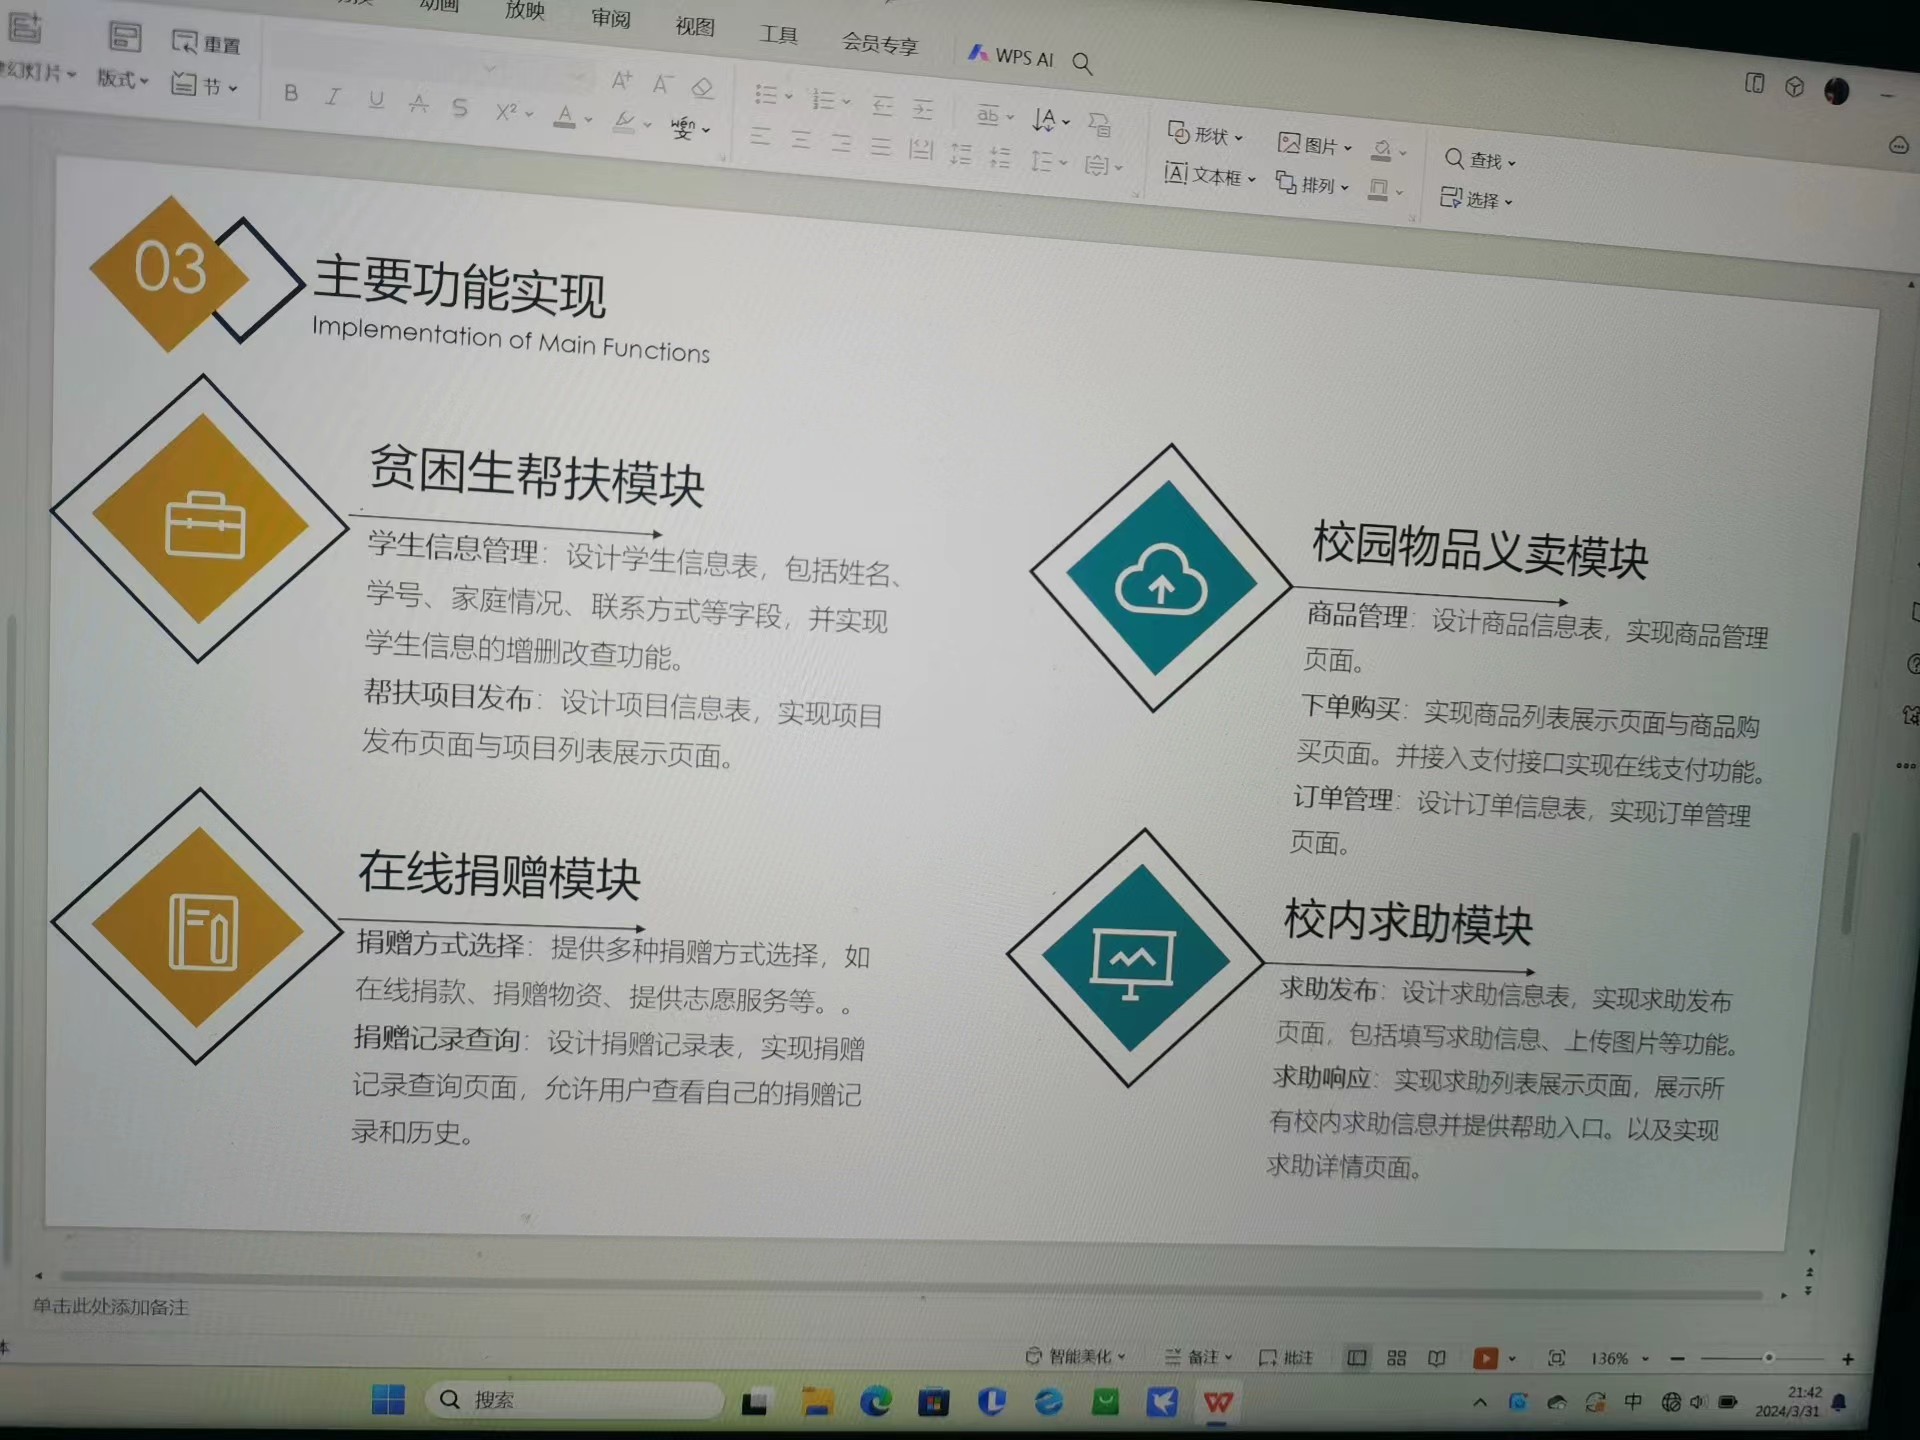 动画
放映
审阅
视图
工具
会员专享
WPS AI
幻灯片
版式
重置
节
B I U A S X² A wén 变
形状
图片
查找
文本框
排列
选择
03
主要功能实现
Implementation of Main Functions
贫困生帮扶模块
学生信息管理：设计学生信息表，包括姓名、
学号、家庭情况、联系方式等字段，并实现
学生信息的增删改查功能。
帮扶项目发布：设计项目信息表，实现项目
发布页面与项目列表展示页面。
在线捐赠模块
捐赠方式选择：提供多种捐赠方式选择，如
在线捐款、捐赠物资、提供志愿服务等。。
捐赠记录查询：设计捐赠记录表，实现捐赠
记录查询页面，允许用户查看自己的捐赠记
录和历史。
校园物品义卖模块
商品管理：设计商品信息表，实现商品管理
页面。
下单购买：实现商品列表展示页面与商品购
买页面。并接入支付接口实现在线支付功能。
订单管理：设计订单信息表，实现订单管理
页面。
校内求助模块
求助发布：设计求助信息表，实现求助发布
页面，包括填写求助信息、上传图片等功能。
求助响应：实现求助列表展示页面，展示所
有校内求助信息并提供帮助入口。以及实现
求助详情页面。
单击此处添加备注
智能美化
备注
批注
136%
搜索
中
21:42
2024/3/31